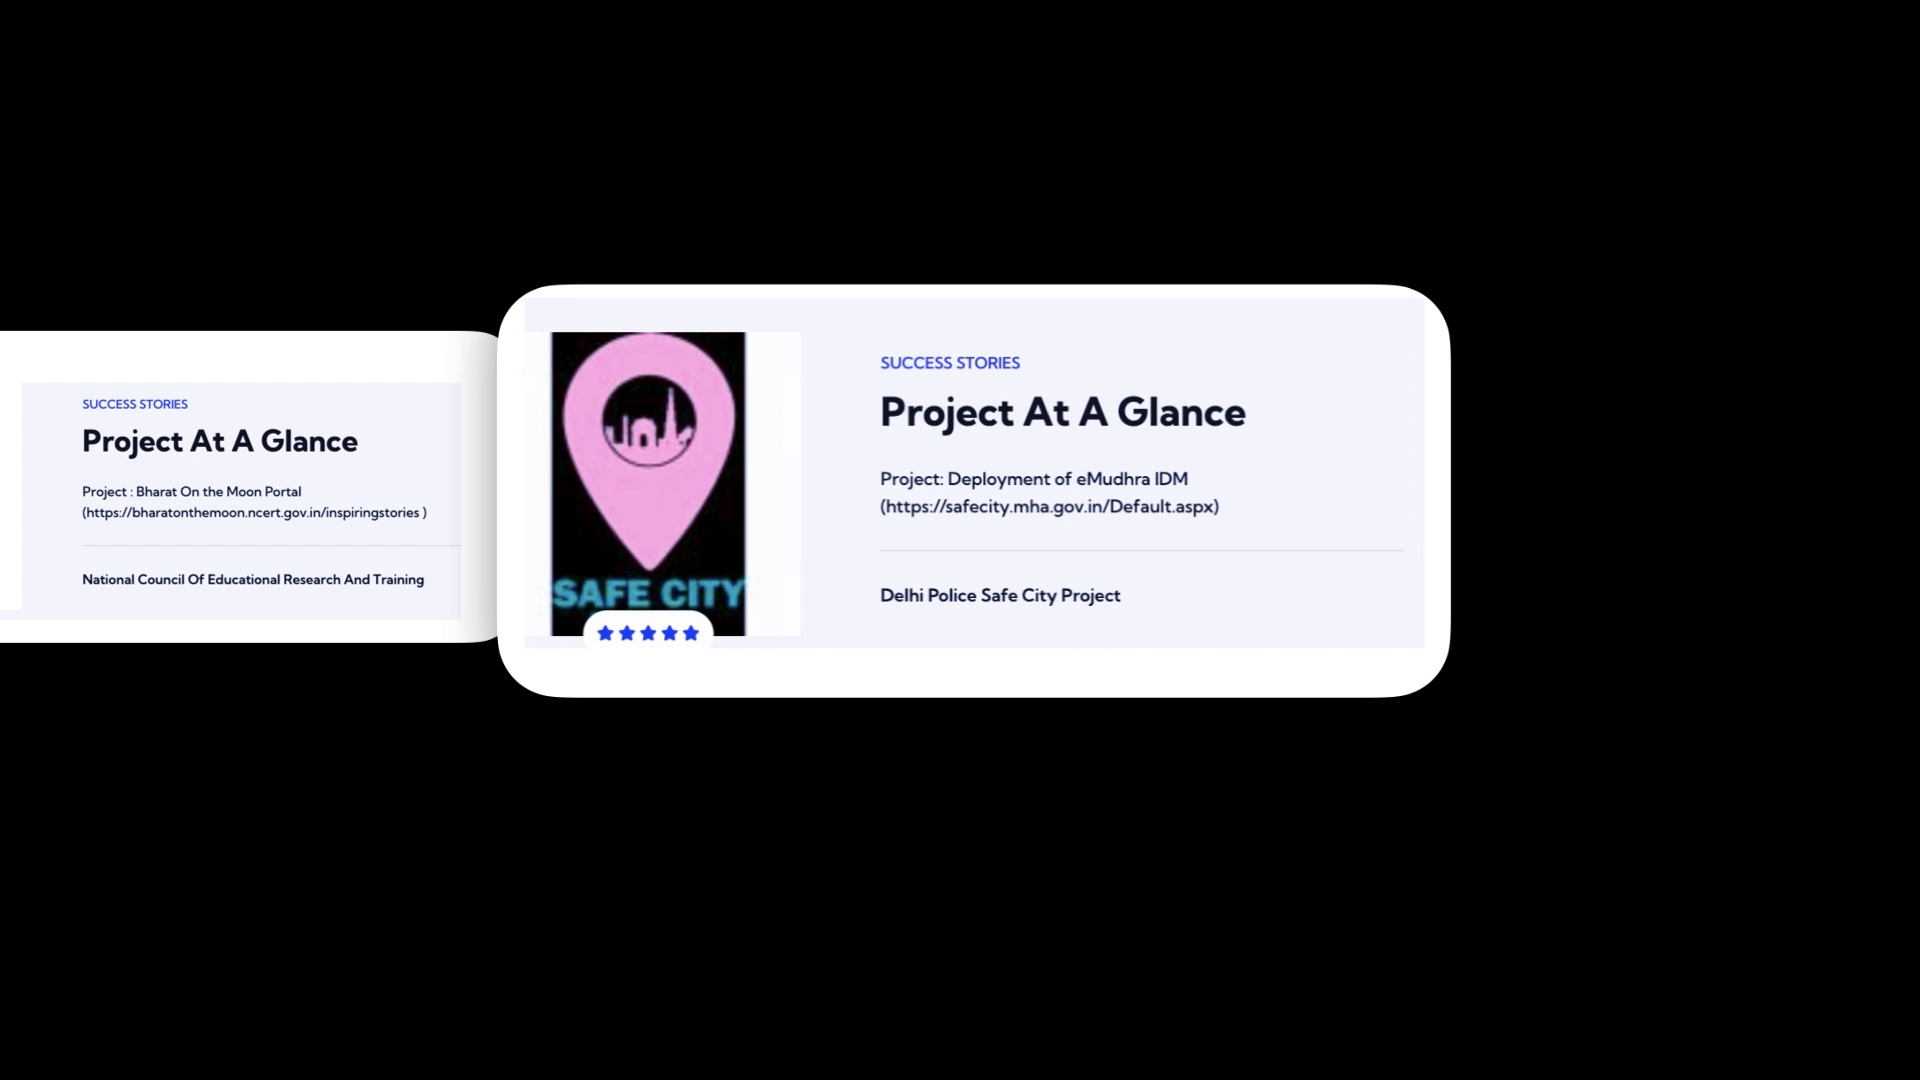 SUCCESS STORIES
Project At A Glance
Project : Bharat On the Moon Portal
(https://bharatonthemoon.ncert.gov.in/inspiringstories )
National Council Of Educational Research And Training
SAFE CITY
SUCCESS STORIES
Project At A Glance
Project: Deployment of eMudhra IDM
(https://safecity.mha.gov.in/Default.aspx)
Delhi Police Safe City Project